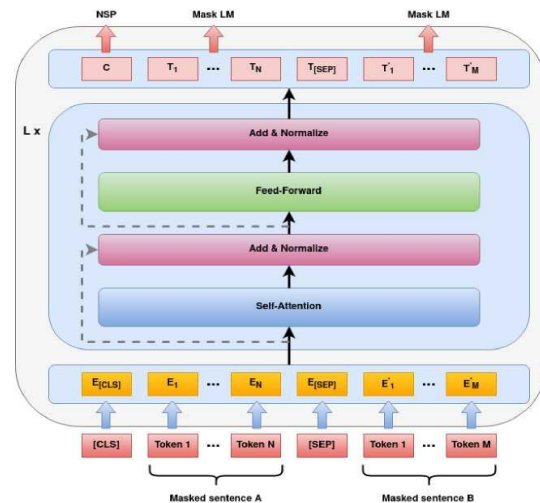 NSP Mask LM Mask LM
C T1 ... TN T[SEP] T'1 ... T'M
L x
Add & Normalize
Feed-Forward
Add & Normalize
Self-Attention
E[CLS] E1 ... EN E[SEP] E'1 ... E'M
[CLS] Token 1 ... Token N [SEP] Token 1 ... Token M
Masked sentence A Masked sentence B